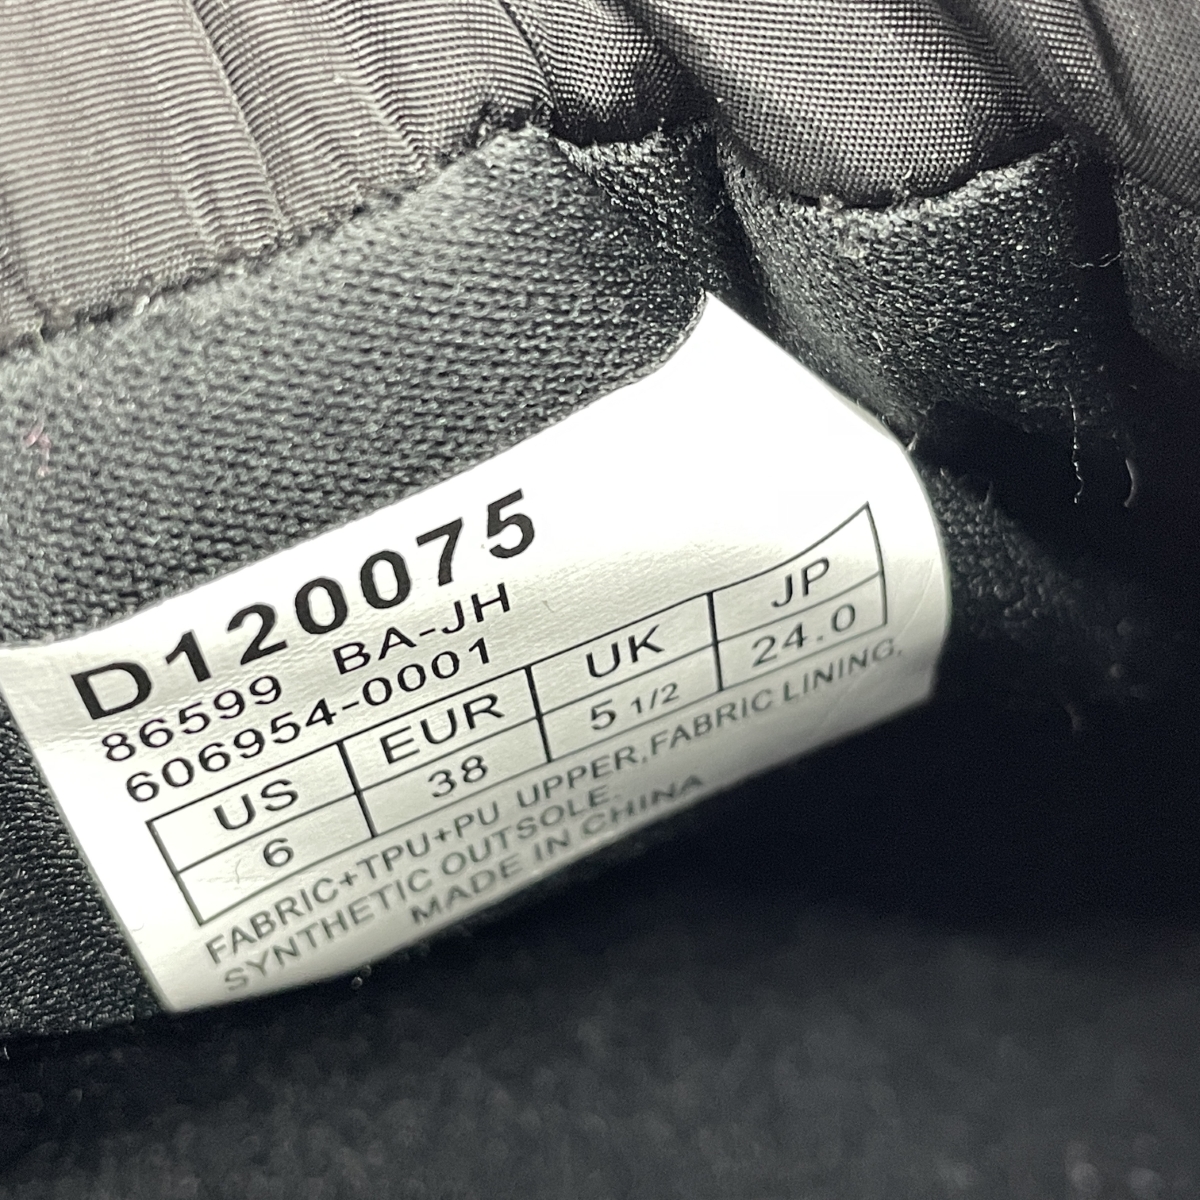 D120075
86599 BA-JH
606954-0001
US EUR UK JP
6 38 5 1/2 24.0
FABRIC+TPU+PU UPPER,FABRIC LINING,
SYNTHETIC OUTSOLE.
MADE IN CHINA